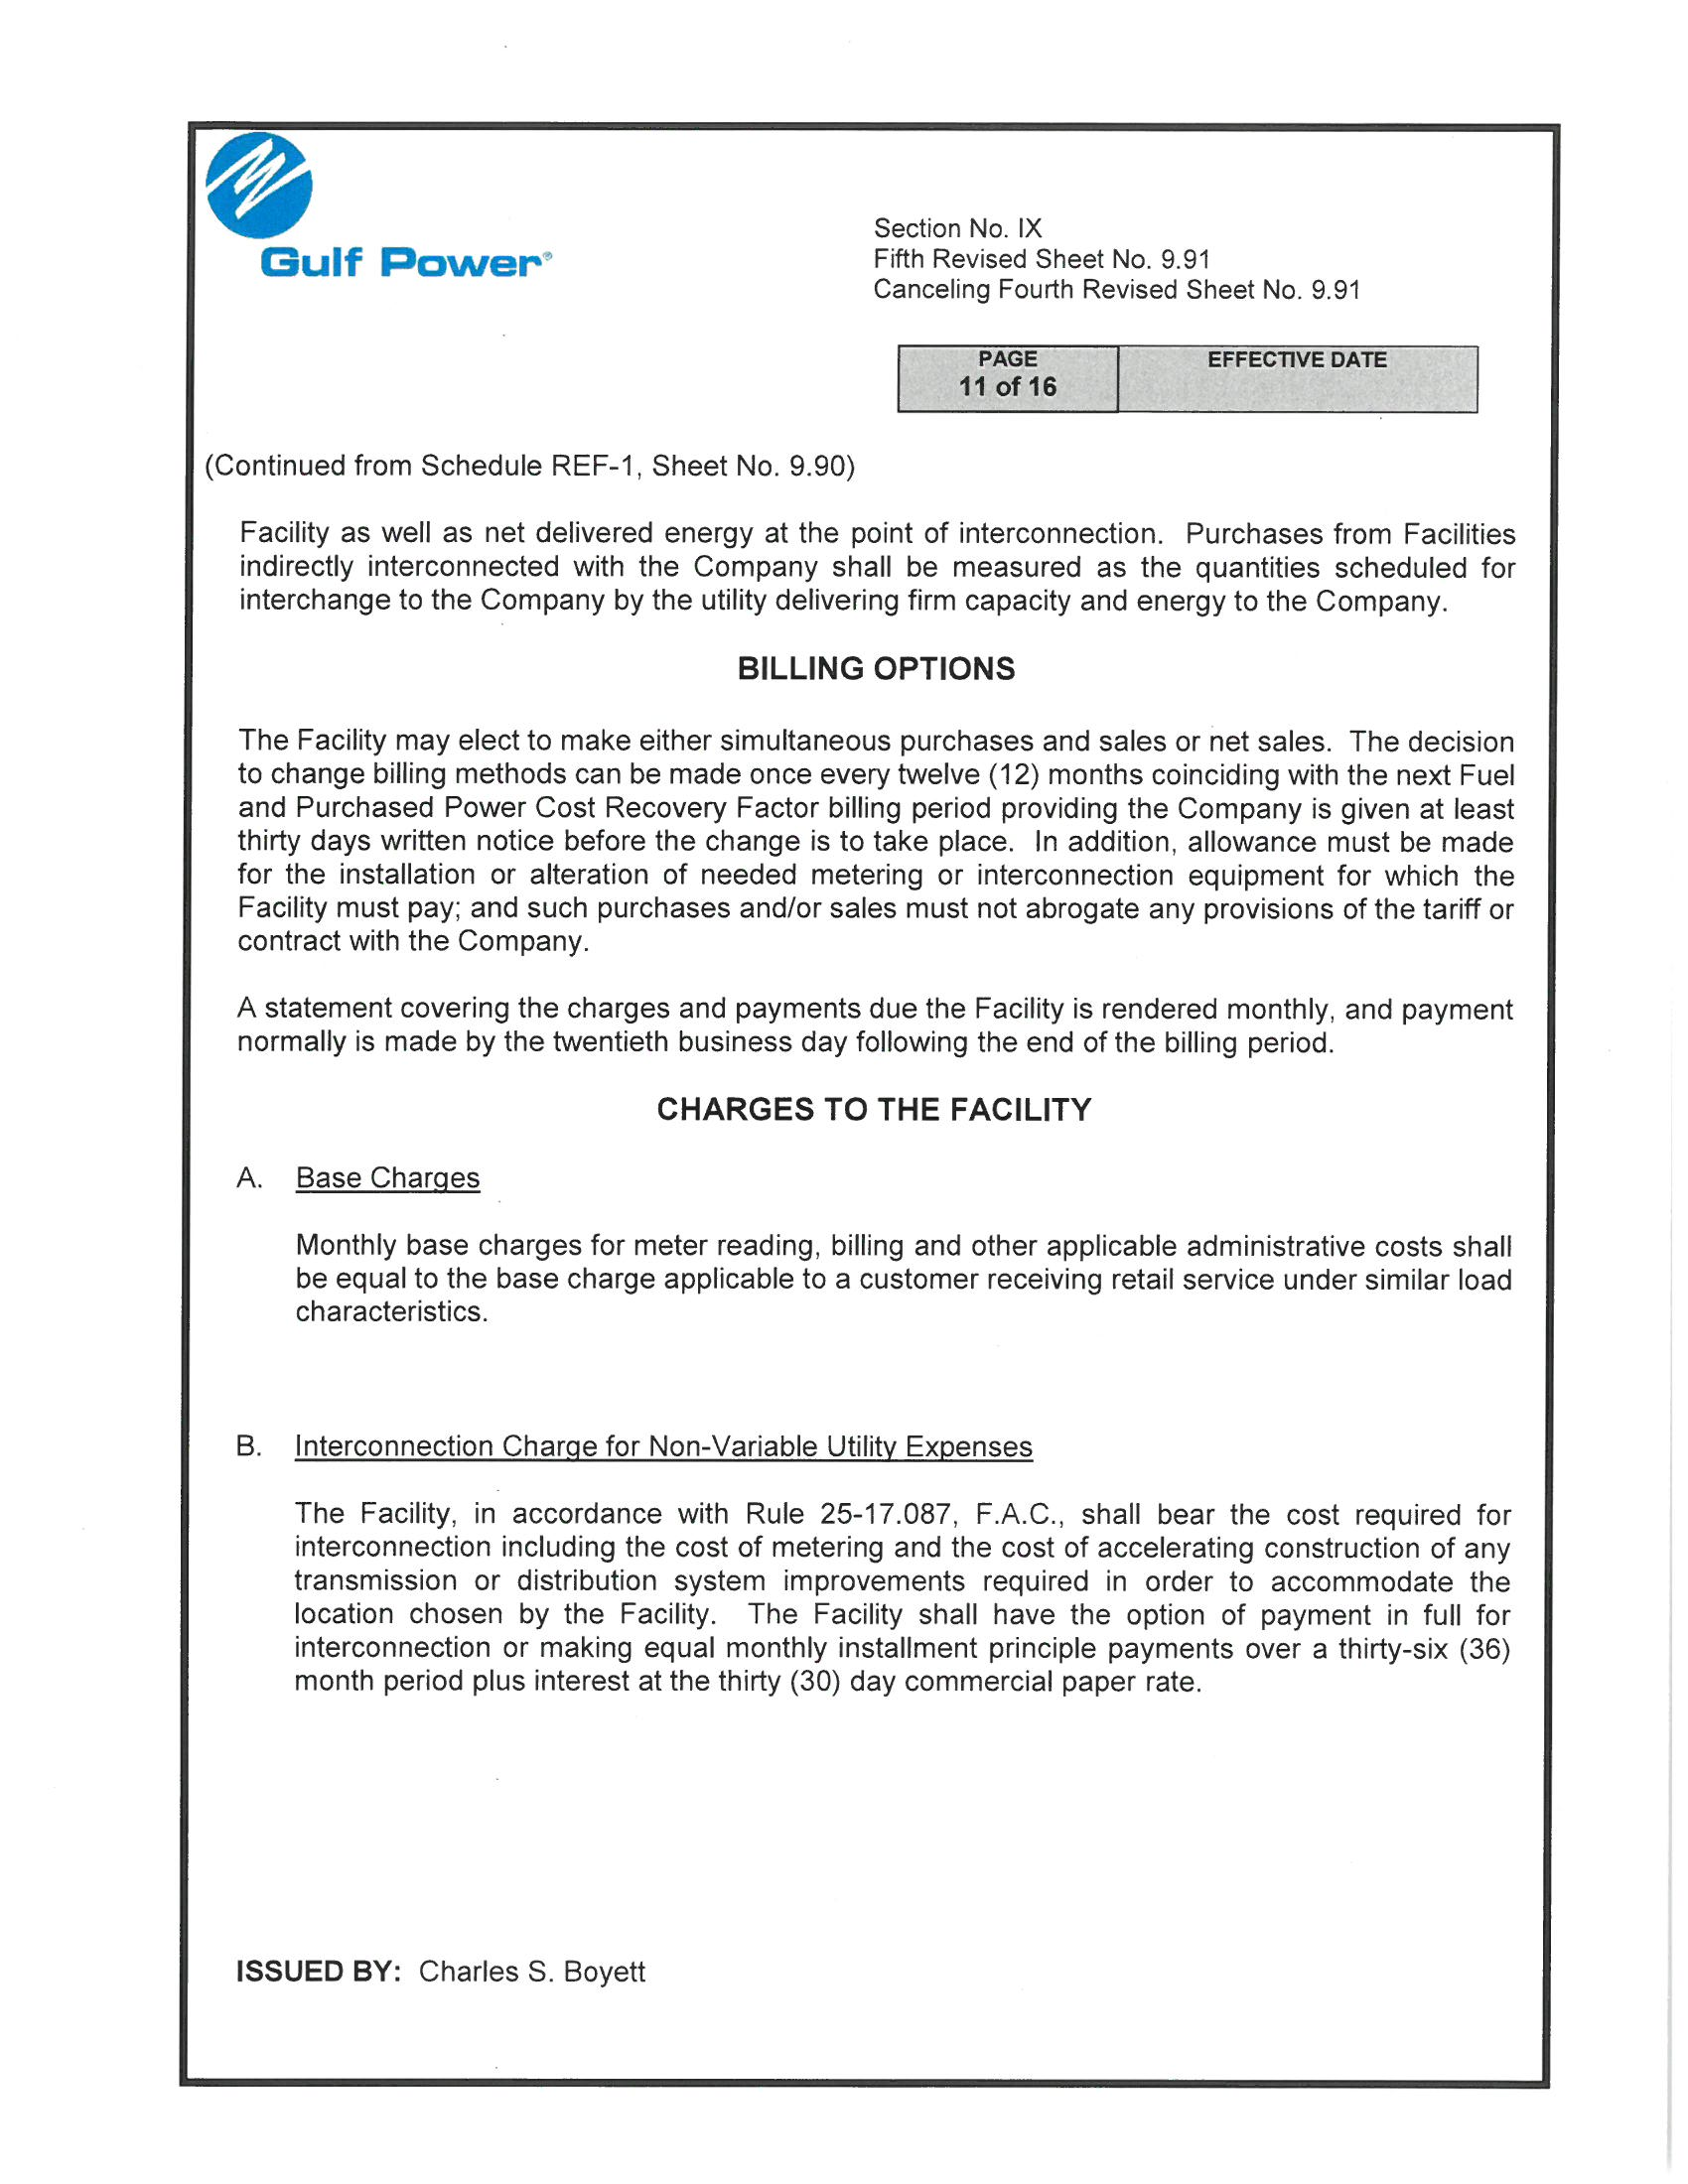 Gulf Power®
Section No. IX
Fifth Revised Sheet No. 9.91
Canceling Fourth Revised Sheet No. 9.91
PAGE
11 of 16
EFFECTIVE DATE
(Continued from Schedule REF-1, Sheet No. 9.90)
Facility as well as net delivered energy at the point of interconnection. Purchases from Facilities
indirectly interconnected with the Company shall be measured as the quantities scheduled for
interchange to the Company by the utility delivering firm capacity and energy to the Company.
BILLING OPTIONS
The Facility may elect to make either simultaneous purchases and sales or net sales. The decision
to change billing methods can be made once every twelve (12) months coinciding with the next Fuel
and Purchased Power Cost Recovery Factor billing period providing the Company is given at least
thirty days written notice before the change is to take place. In addition, allowance must be made
for the installation or alteration of needed metering or interconnection equipment for which the
Facility must pay; and such purchases and/or sales must not abrogate any provisions of the tariff or
contract with the Company.
A statement covering the charges and payments due the Facility is rendered monthly, and payment
normally is made by the twentieth business day following the end of the billing period.
CHARGES TO THE FACILITY
A. Base Charges
Monthly base charges for meter reading, billing and other applicable administrative costs shall
be equal to the base charge applicable to a customer receiving retail service under similar load
characteristics.
B. Interconnection Charge for Non-Variable Utility Expenses
The Facility, in accordance with Rule 25-17.087, F.A.C., shall bear the cost required for
interconnection including the cost of metering and the cost of accelerating construction of any
transmission or distribution system improvements required in order to accommodate the
location chosen by the Facility. The Facility shall have the option of payment in full for
interconnection or making equal monthly installment principle payments over a thirty-six (36)
month period plus interest at the thirty (30) day commercial paper rate.
ISSUED BY: Charles S. Boyett